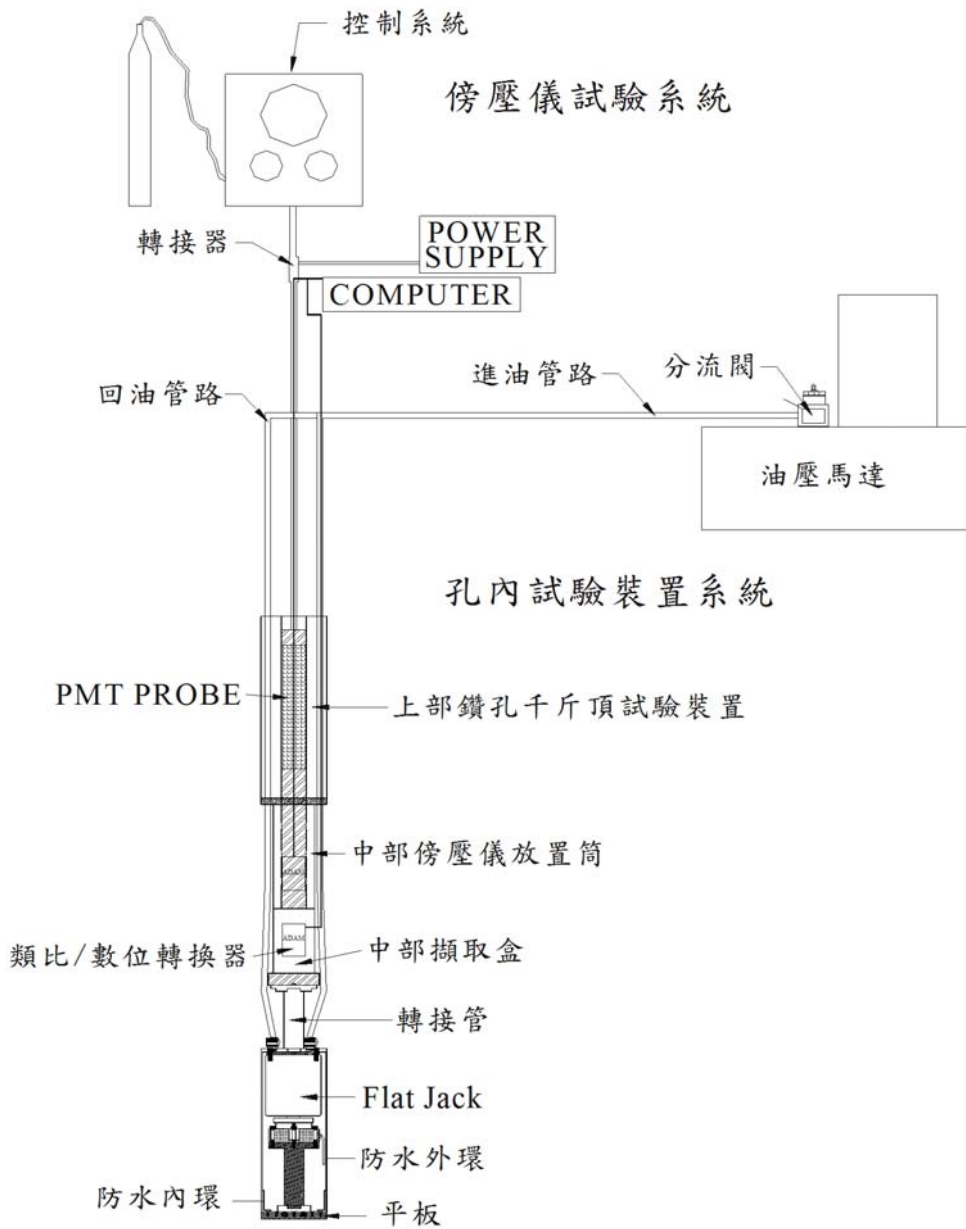 控制系統
傍壓儀試驗系統
轉接器
POWER
SUPPLY
COMPUTER
回油管路
進油管路
分流閥
油壓馬達
孔內試驗裝置系統
PMT PROBE
上部鑽孔千斤頂試驗裝置
中部傍壓儀放置筒
ADAM
ADAM
類比/數位轉換器
中部擷取盒
轉接管
Flat Jack
防水外環
防水內環
平板